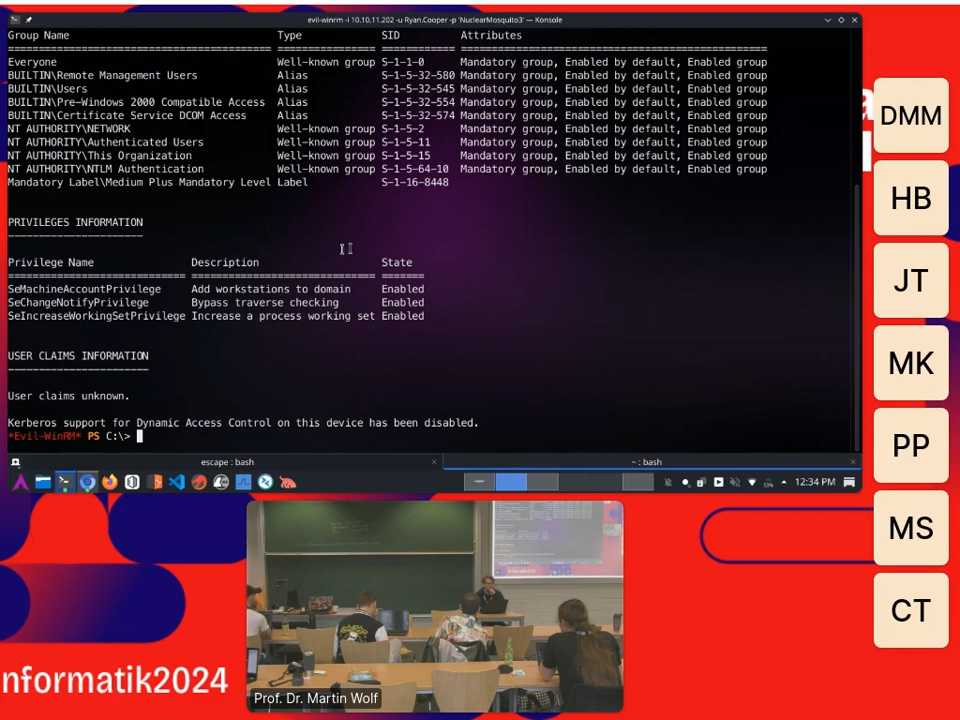 evil-winrm -i 10.10.11.202 -u Ryan.Cooper -p 'NuclearMosquito3' — Konsole
Group Name Type SID Attributes
========================================= ================ ============ ==================================================
Everyone Well-known group S-1-1-0 Mandatory group, Enabled by default, Enabled group
BUILTIN\Remote Management Users Alias S-1-5-32-580 Mandatory group, Enabled by default, Enabled group
BUILTIN\Users Alias S-1-5-32-545 Mandatory group, Enabled by default, Enabled group
BUILTIN\Pre-Windows 2000 Compatible Access Alias S-1-5-32-554 Mandatory group, Enabled by default, Enabled group
BUILTIN\Certificate Service DCOM Access Alias S-1-5-32-574 Mandatory group, Enabled by default, Enabled group
NT AUTHORITY\NETWORK Well-known group S-1-5-2 Mandatory group, Enabled by default, Enabled group
NT AUTHORITY\Authenticated Users Well-known group S-1-5-11 Mandatory group, Enabled by default, Enabled group
NT AUTHORITY\This Organization Well-known group S-1-5-15 Mandatory group, Enabled by default, Enabled group
NT AUTHORITY\NTLM Authentication Well-known group S-1-5-64-10 Mandatory group, Enabled by default, Enabled group
Mandatory Label\Medium Plus Mandatory Level Label S-1-16-8448
PRIVILEGES INFORMATION
----------------------
Privilege Name Description State
============================= ============================== =======
SeMachineAccountPrivilege Add workstations to domain Enabled
SeChangeNotifyPrivilege Bypass traverse checking Enabled
SeIncreaseWorkingSetPrivilege Increase a process working set Enabled
USER CLAIMS INFORMATION
-----------------------
User claims unknown.
Kerberos support for Dynamic Access Control on this device has been disabled.
*Evil-WinRM* PS C:\>
escape : bash
~ : bash
12:34 PM
DMM
HB
JT
MK
PP
MS
CT
nformatik2024
Prof. Dr. Martin Wolf